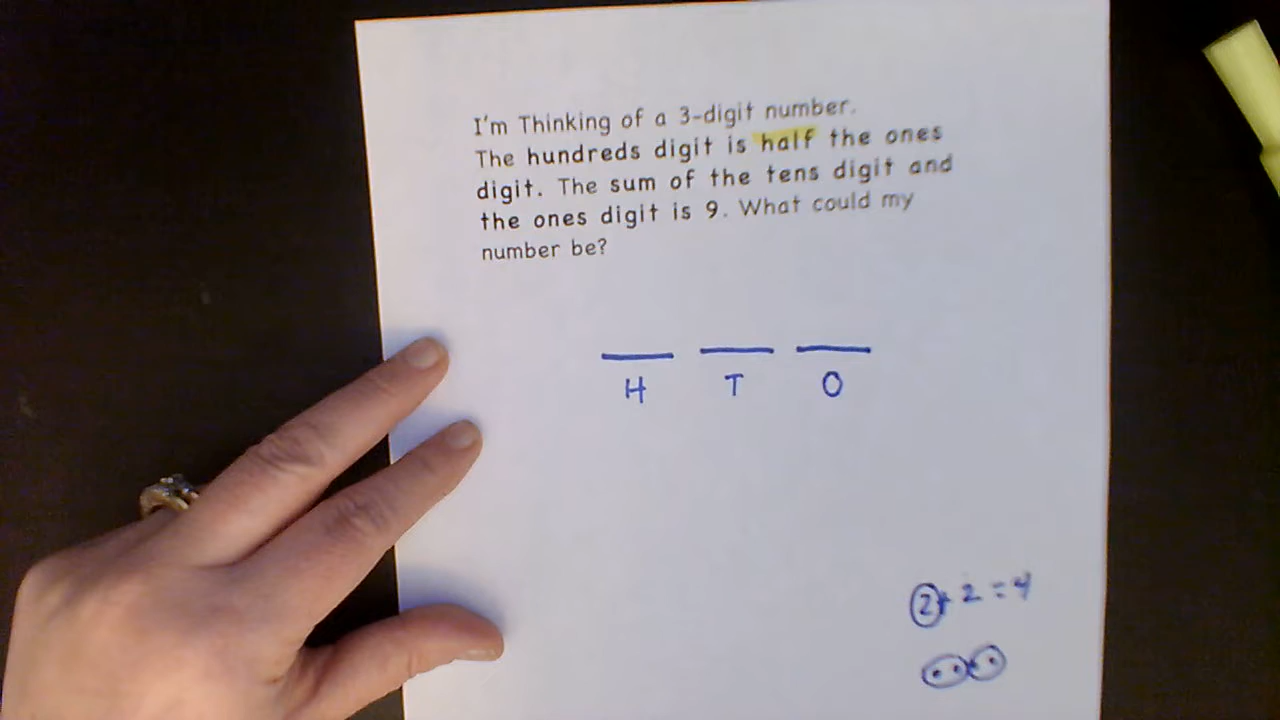 I'm Thinking of a 3-digit number.
The hundreds digit is half the ones
digit. The sum of the tens digit and
the ones digit is 9. What could my
number be?
H T O
2+ 2 = 4